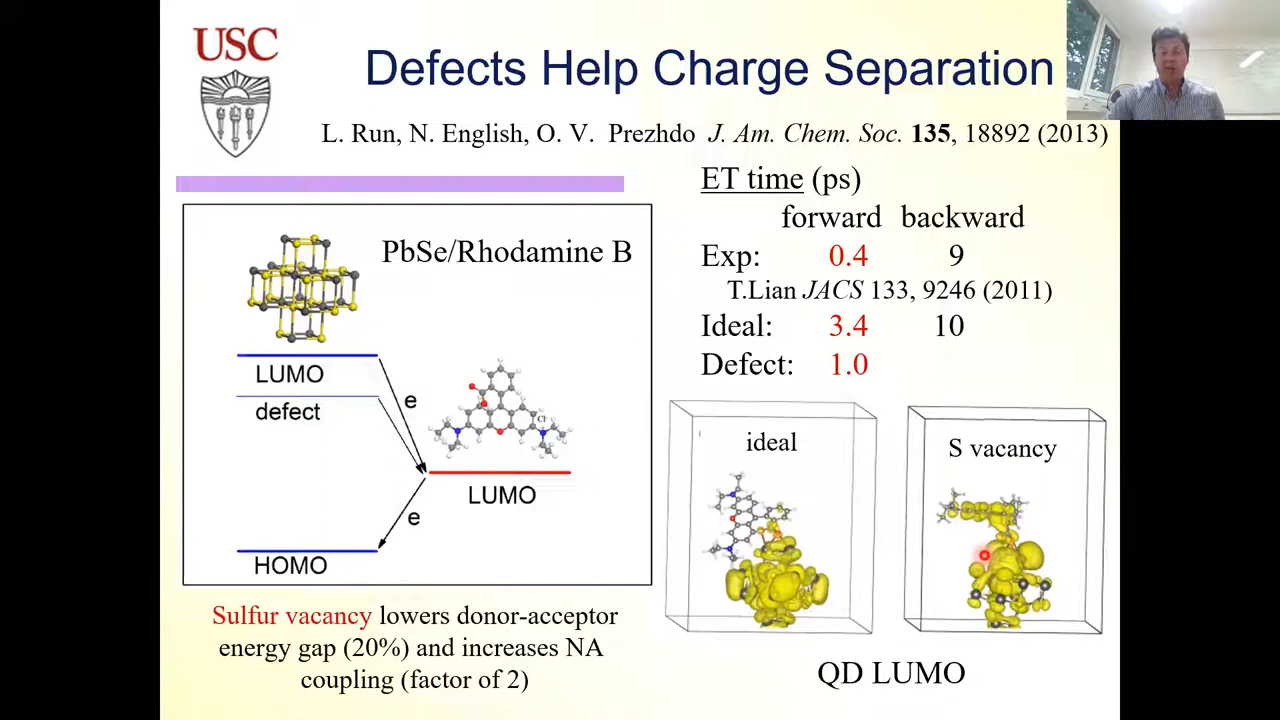 USC
Defects Help Charge Separation
L. Run, N. English, O. V. Prezhdo J. Am. Chem. Soc. 135, 18892 (2013)
PbSe/Rhodamine B
LUMO
defect
e
Cl
LUMO
e
HOMO
Sulfur vacancy lowers donor-acceptor
energy gap (20%) and increases NA
coupling (factor of 2)
ET time (ps)
forward backward
Exp: 0.4 9
T.Lian JACS 133, 9246 (2011)
Ideal: 3.4 10
Defect: 1.0
ideal
S vacancy
QD LUMO